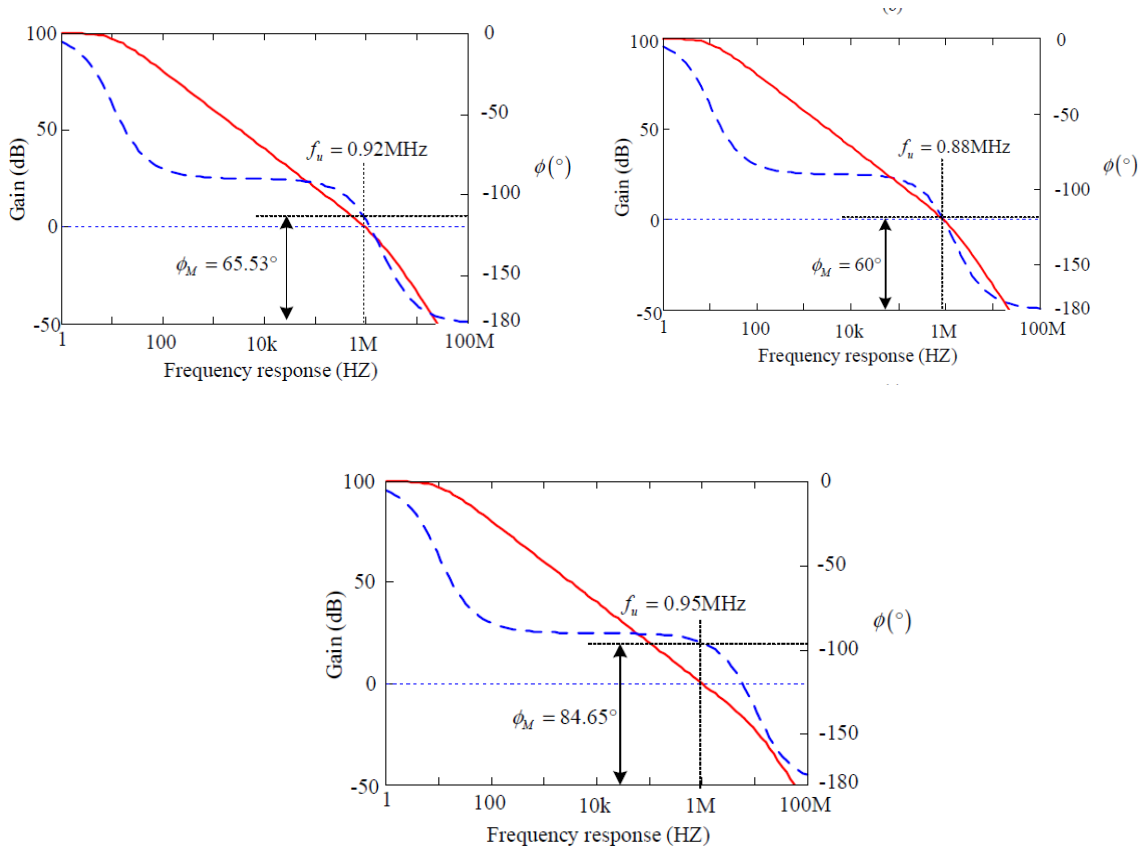 100
50
0
-50
Gain (dB)
0
-50
-100
-150
-180
ϕ(°)
f_u = 0.92MHz
ϕ_M = 65.53°
1 100 10k 1M 100M
Frequency response (HZ)
100
50
0
-50
Gain (dB)
0
-50
-100
-150
-180
ϕ(°)
f_u = 0.88MHz
ϕ_M = 60°
1 100 10k 1M 100M
Frequency response (HZ)
100
50
0
-50
Gain (dB)
0
-50
-100
-150
-180
ϕ(°)
f_u = 0.95MHz
ϕ_M = 84.65°
1 100 10k 1M 100M
Frequency response (HZ)